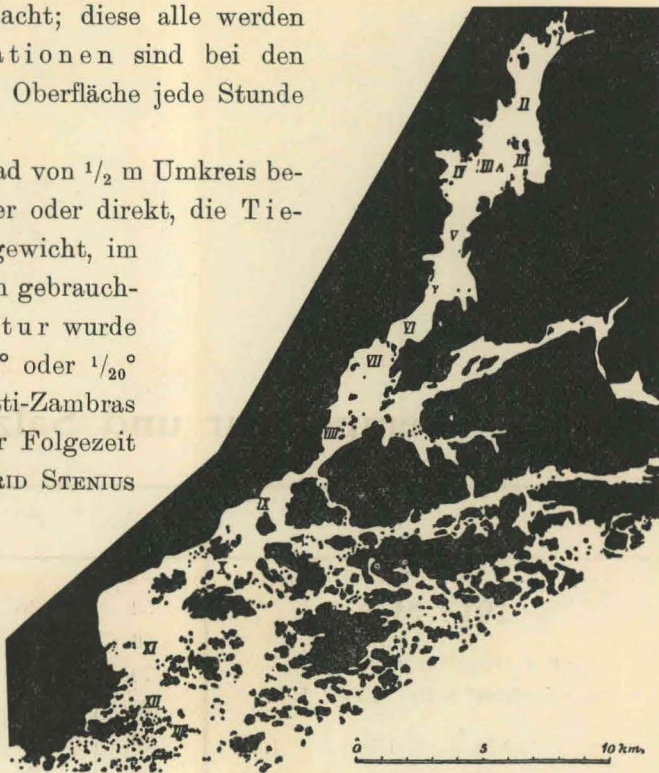 acht; diese alle werden
ationen sind bei den
Oberfläche jede Stunde
ad von 1/2 m Umkreis be-
er oder direkt, die Tie-
gewicht, im
n gebrauch-
tur wurde
° oder 1/20°
sti-Zambras
r Folgezeit
RID STENIUS
I
II
III
III A
IV
V
VI
VII
VIII
IX
X
XI
XII
0 5 10 km.